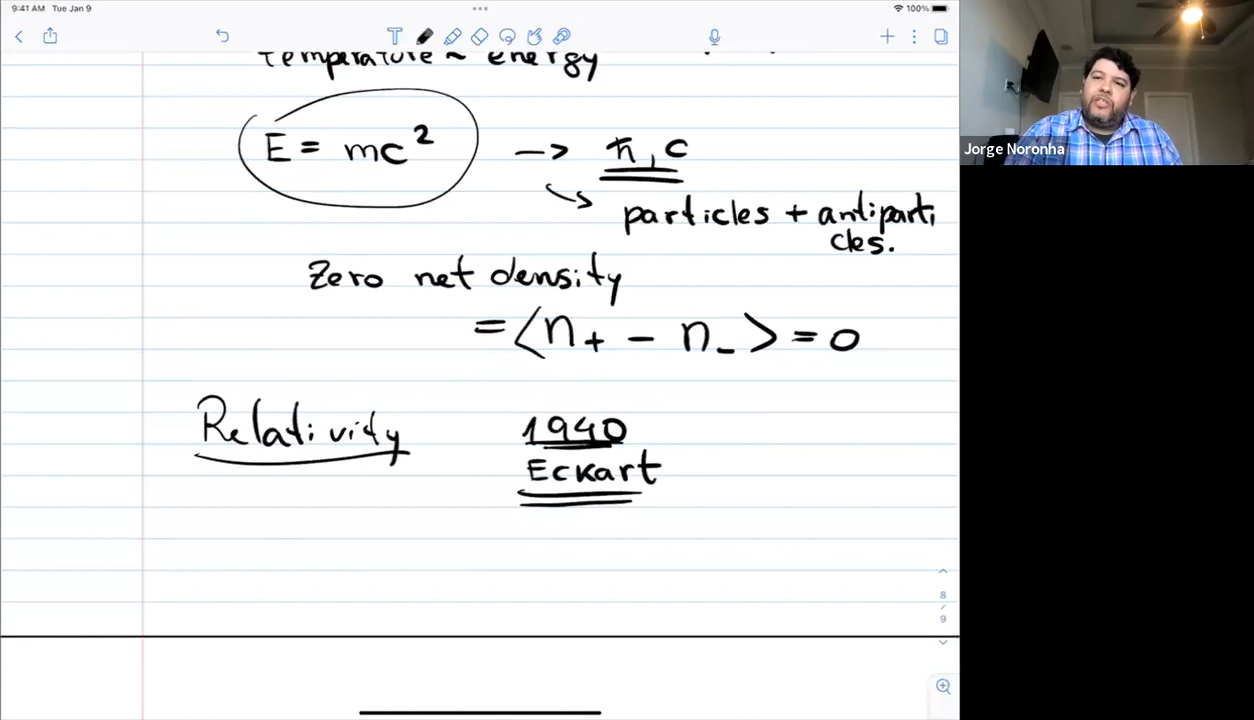 9:41 AM Tue Jan 9
100%
Temperature ~ energy
E = mc² → ħ, c
↳ particles + antiparti
cles.
Zero net density
= ⟨n₊ - n₋⟩ = 0
Relativity 1940
Eckart
Jorge Noronha
8
/
9